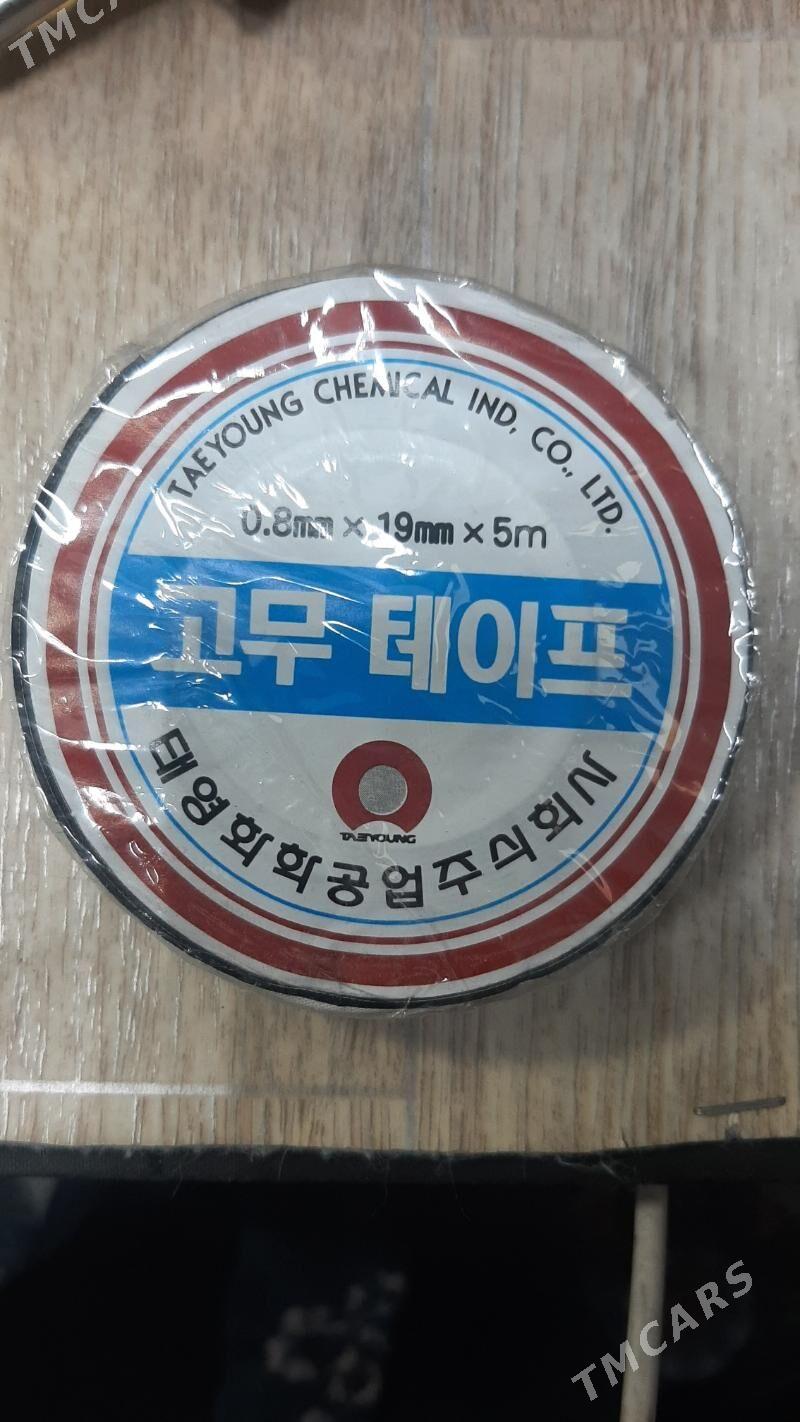 TMCA
TAEYOUNG CHEMICAL IND, CO., LTD.
0.8mm × 19mm × 5m
고무 테이프
TAEYOUNG
태영화학공업주식회사
TMCARS